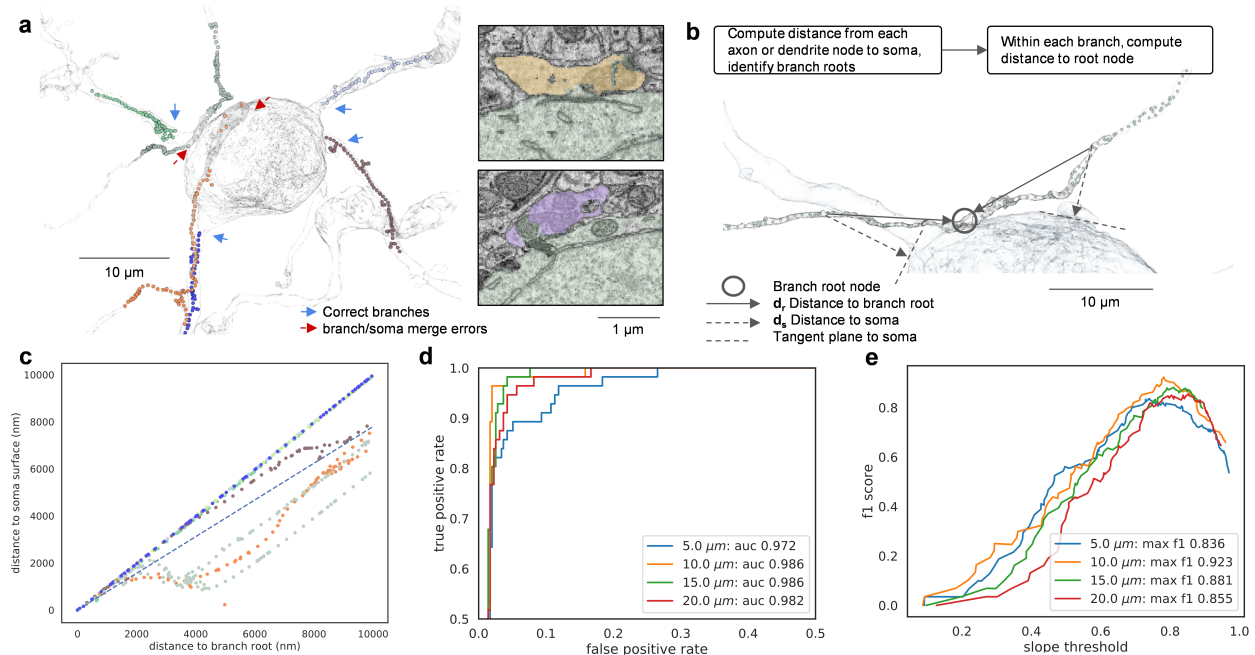 a
10 μm
Correct branches
branch/soma merge errors
1 μm
b
Compute distance from each
axon or dendrite node to soma,
identify branch roots
Within each branch, compute
distance to root node
Branch root node
dr Distance to branch root
ds Distance to soma
Tangent plane to soma
10 μm
c
distance to soma surface (nm)
10000
8000
6000
4000
2000
0
0 2000 4000 6000 8000 10000
distance to branch root (nm)
d
true positive rate
1.0
0.9
0.8
0.7
0.6
0.5
5.0 μm: auc 0.972
10.0 μm: auc 0.986
15.0 μm: auc 0.986
20.0 μm: auc 0.982
0.0 0.1 0.2 0.3 0.4 0.5
false positive rate
e
f1 score
0.8
0.6
0.4
0.2
0.0
5.0 μm: max f1 0.836
10.0 μm: max f1 0.923
15.0 μm: max f1 0.881
20.0 μm: max f1 0.855
0.2 0.4 0.6 0.8 1.0
slope threshold